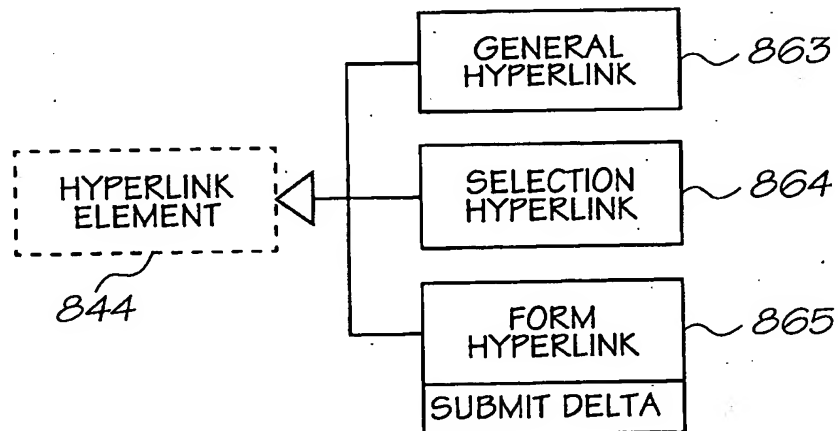 GENERAL
HYPERLINK
863
HYPERLINK
ELEMENT
844
SELECTION
HYPERLINK
864
FORM
HYPERLINK
865
SUBMIT DELTA